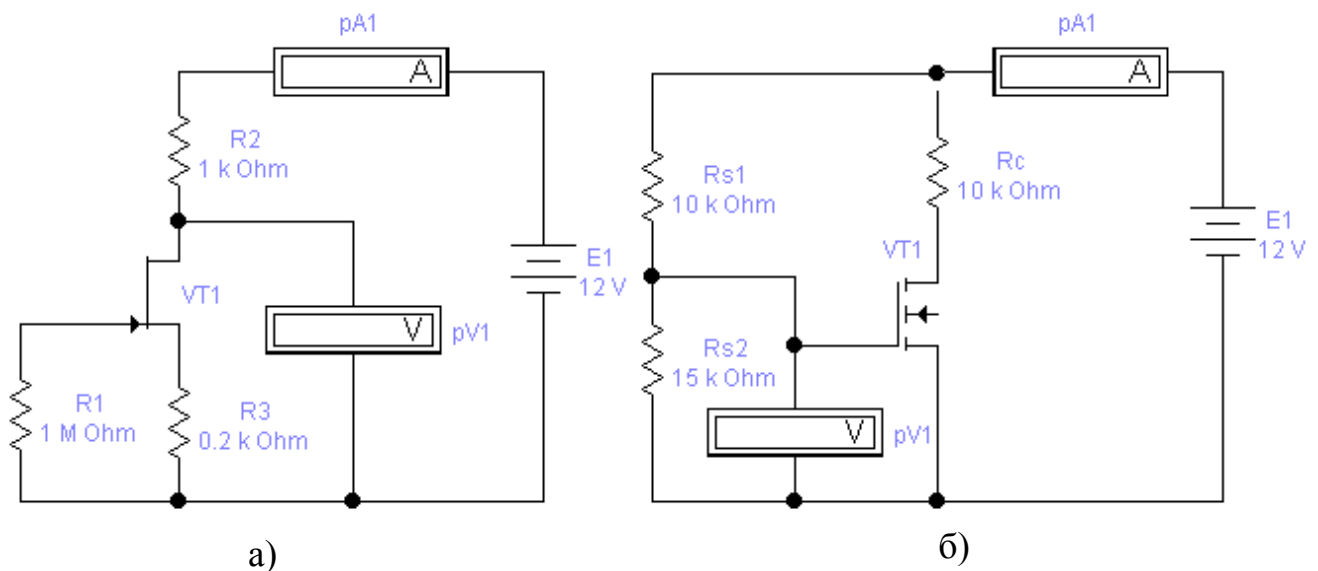 pA1
A
R2
1 k Ohm
VT1
V
pV1
E1
12 V
R1
1 M Ohm
R3
0.2 k Ohm
а)
pA1
A
Rs1
10 k Ohm
Rc
10 k Ohm
VT1
E1
12 V
Rs2
15 k Ohm
V
pV1
б)